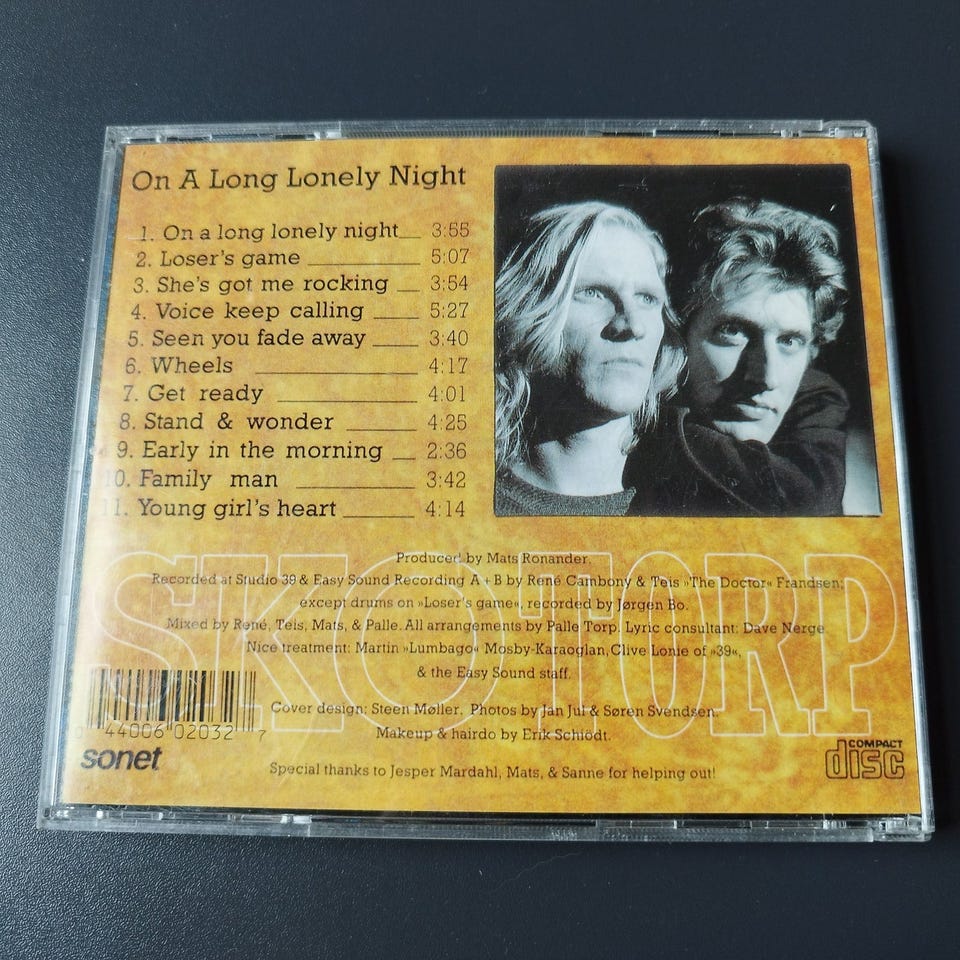 On A Long Lonely Night
1. On a long lonely night 3:55
2. Loser's game 5:07
3. She's got me rocking 3:54
4. Voice keep calling 5:27
5. Seen you fade away 3:40
6. Wheels 4:17
7. Get ready 4:01
8. Stand & wonder 4:25
9. Early in the morning 2:36
10. Family man 3:42
11. Young girl's heart 4:14
SKOTORP
Produced by Mats Ronander.
Recorded at Studio 39 & Easy Sound Recording A + B by René Cambony & Teis »The Doctor« Frandsen;
except drums on »Loser's game«, recorded by Jørgen Bo.
Mixed by René, Teis, Mats, & Palle. All arrangements by Palle Torp. Lyric consultant: Dave Nerge.
Nice treatment: Martin »Lumbago« Mosby-Karaoglan, Clive Lonie of »39«,
& the Easy Sound staff.
Cover design: Steen Møller. Photos by Jan Jul & Søren Svendsen.
Makeup & hairdo by Erik Schiödt.
Special thanks to Jesper Mardahl, Mats, & Sanne for helping out!
0 44006 02032 7
sonet
COMPACT
disc